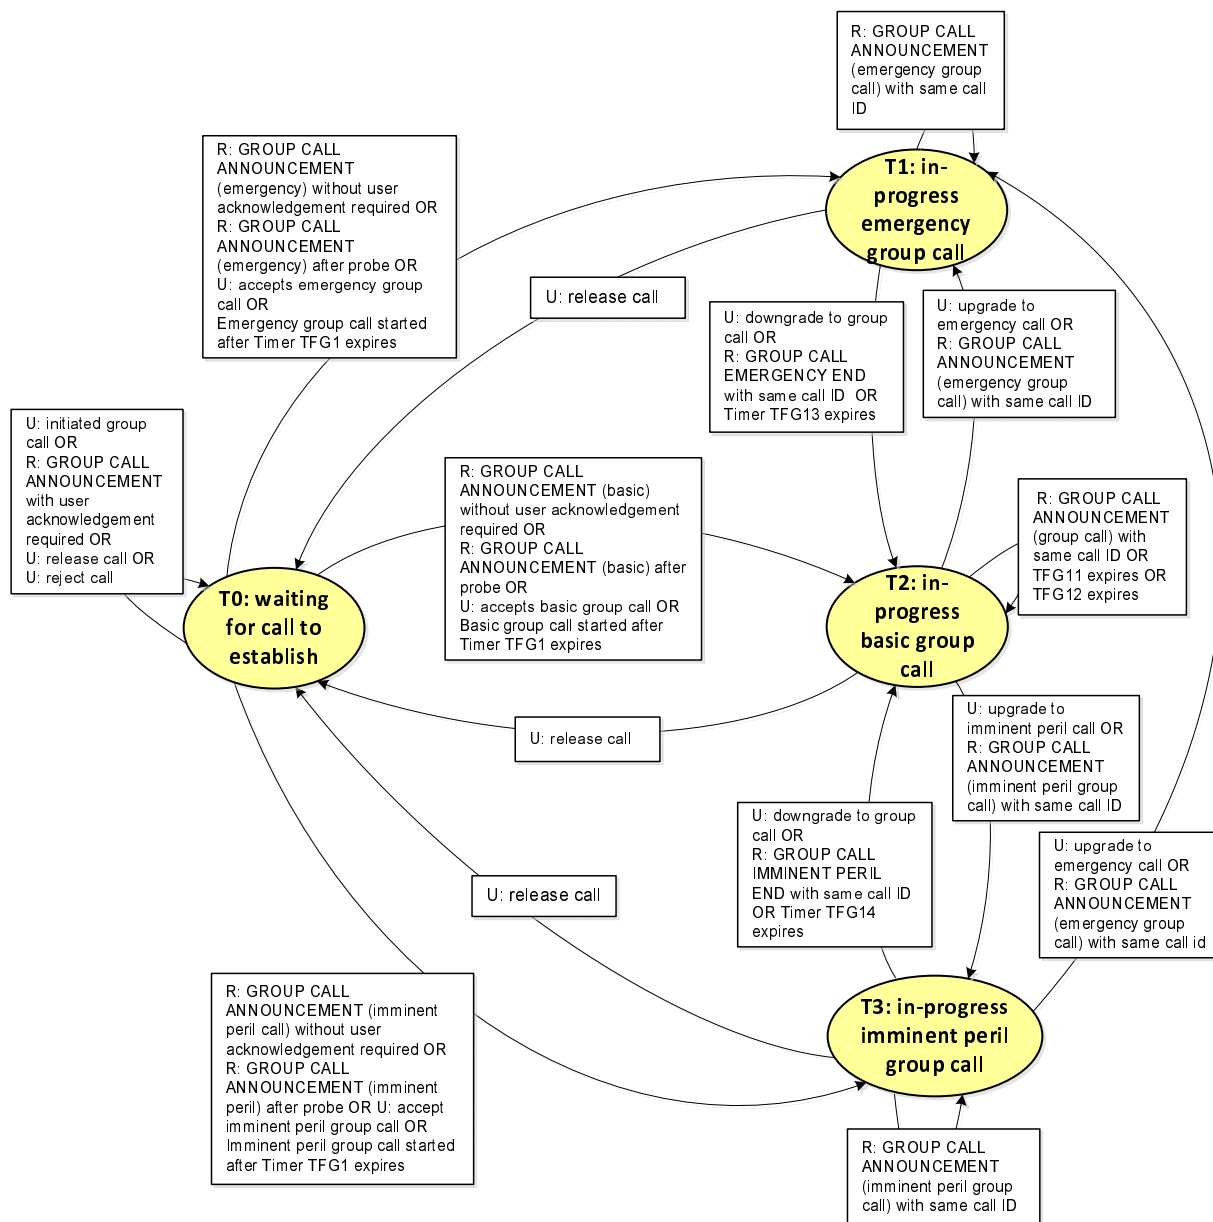 R: GROUP CALL
ANNOUNCEMENT
(emergency group
call) with same call
ID
R: GROUP CALL
ANNOUNCEMENT
(emergency) without user
acknowledgement required OR
R: GROUP CALL
ANNOUNCEMENT
(emergency) after probe OR
U: accepts emergency group
call OR
Emergency group call started
after Timer TFG1 expires
T1: in-
progress
emergency
group call
U: release call
U: downgrade to group
call OR
R: GROUP CALL
EMERGENCY END
with same call ID OR
Timer TFG13 expires
U: upgrade to
emergency call OR
R: GROUP CALL
ANNOUNCEMENT
(emergency group
call) with same call ID
U: initiated group
call OR
R: GROUP CALL
ANNOUNCEMENT
with user
acknowledgement
required OR
U: release call OR
U: reject call
R: GROUP CALL
ANNOUNCEMENT (basic)
without user acknowledgement
required OR
R: GROUP CALL
ANNOUNCEMENT (basic) after
probe OR
U: accepts basic group call OR
Basic group call started after
Timer TFG1 expires
R: GROUP CALL
ANNOUNCEMENT
(group call) with
same call ID OR
TFG11 expires OR
TFG12 expires
T0: waiting
for call to
establish
T2: in-
progress
basic group
call
U: release call
U: upgrade to
imminent peril call OR
R: GROUP CALL
ANNOUNCEMENT
(imminent peril group
call) with same call ID
U: downgrade to group
call OR
R: GROUP CALL
IMMINENT PERIL
END with same call ID
OR Timer TFG14
expires
U: upgrade to
emergency call OR
R: GROUP CALL
ANNOUNCEMENT
(emergency group
call) with same call id
U: release call
R: GROUP CALL
ANNOUNCEMENT (imminent
peril call) without user
acknowledgement required OR
R: GROUP CALL
ANNOUNCEMENT (imminent
peril) after probe OR U: accept
imminent peril group call OR
Imminent peril group call started
after Timer TFG1 expires
T3: in-progress
imminent peril
group call
R: GROUP CALL
ANNOUNCEMENT
(imminent peril group
call) with same call ID